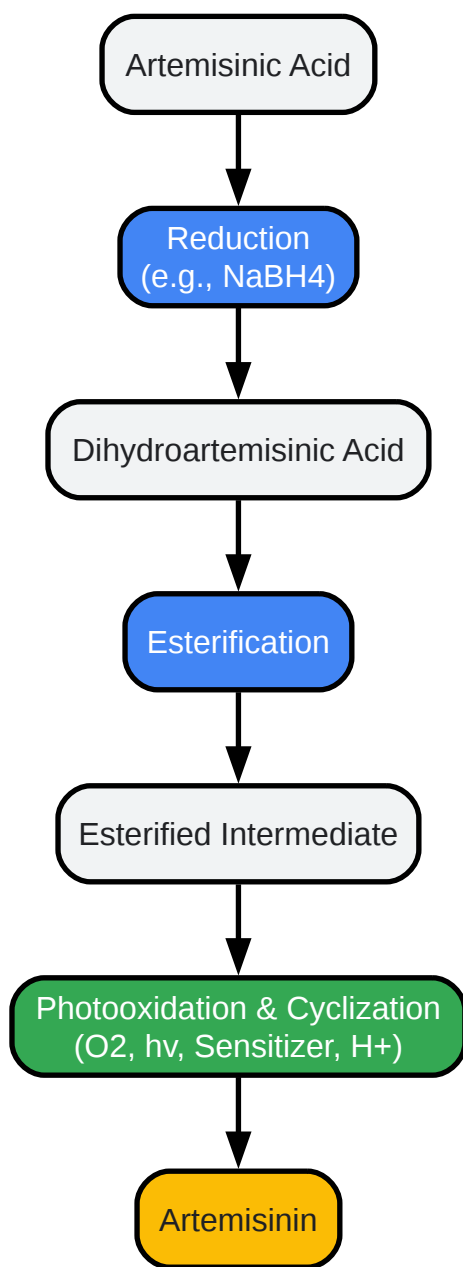 Artemisinic Acid
Reduction
(e.g., NaBH4)
Dihydroartemisinic Acid
Esterification
Esterified Intermediate
Photooxidation & Cyclization
(O2, hv, Sensitizer, H+)
Artemisinin